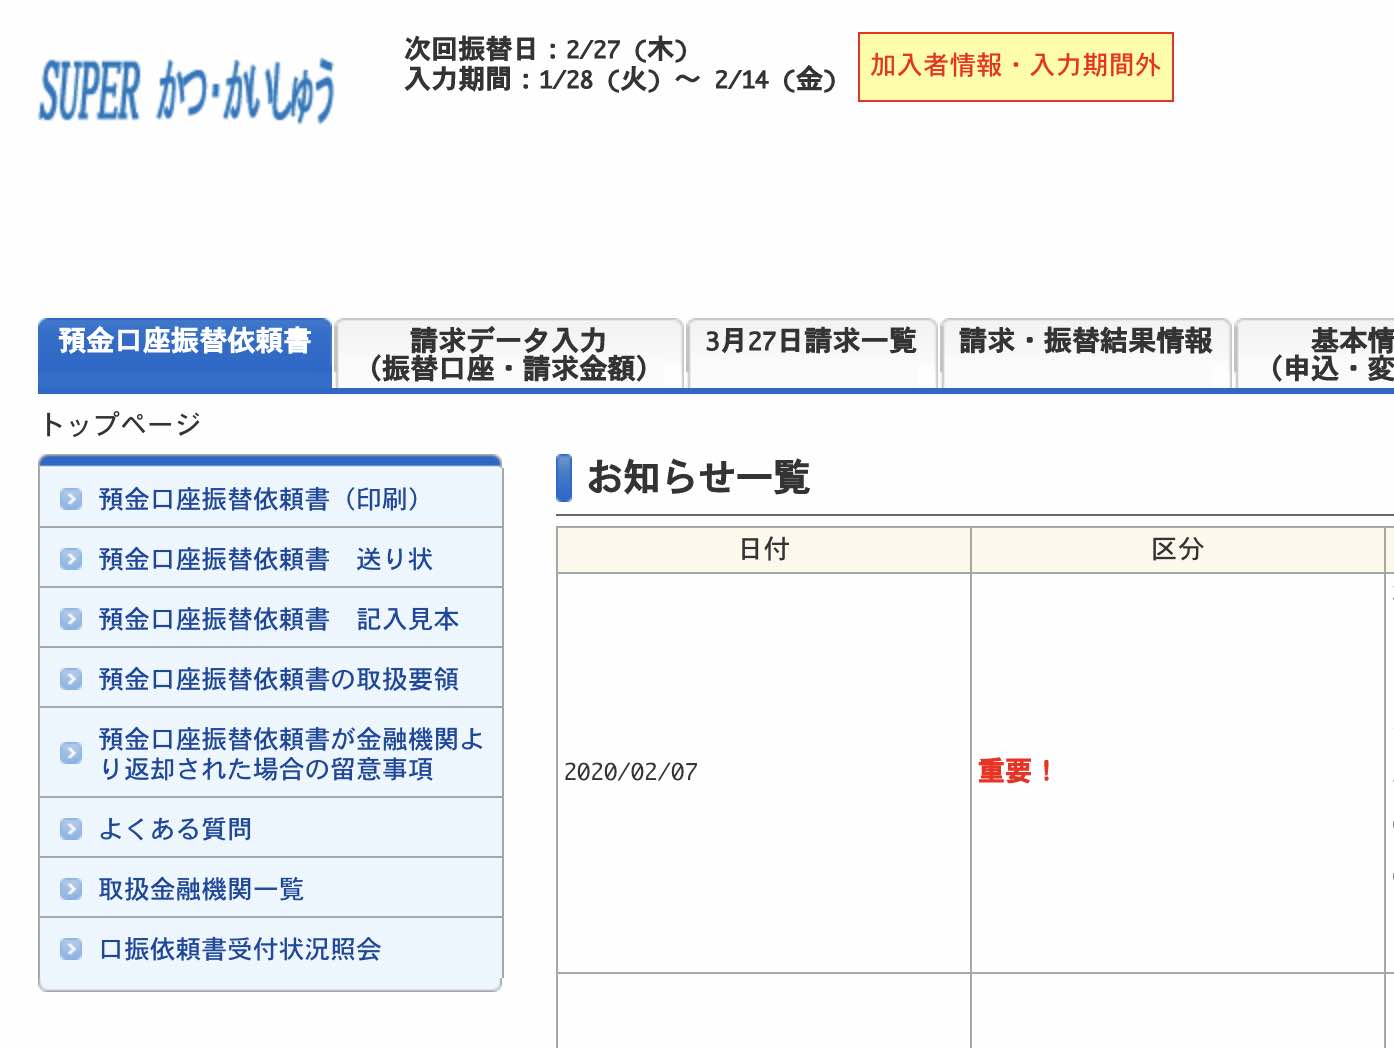 SUPER かつ・かいしゅう
次回振替日：2/27 (木)
入力期間：1/28 (火) ～ 2/14 (金)
加入者情報・入力期間外
預金口座振替依頼書
請求データ入力
（振替口座・請求金額）
3月27日請求一覧
請求・振替結果情報
基本情
（申込・変
トップページ
預金口座振替依頼書（印刷）
預金口座振替依頼書　送り状
預金口座振替依頼書　記入見本
預金口座振替依頼書の取扱要領
預金口座振替依頼書が金融機関よ
り返却された場合の留意事項
よくある質問
取扱金融機関一覧
口振依頼書受付状況照会
お知らせ一覧
日付
区分
2020/02/07
重要！